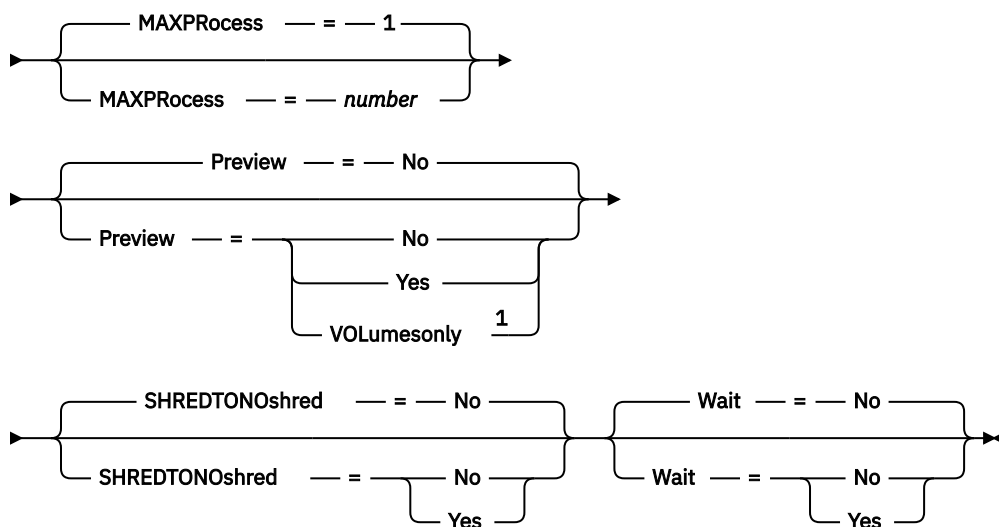 MAXPRocess = 1
MAXPRocess = number
Preview = No
Preview = No
Yes
VOLumesonly 1
SHREDTONOshred = No Wait = No
SHREDTONOshred = No Wait = No
Yes Yes